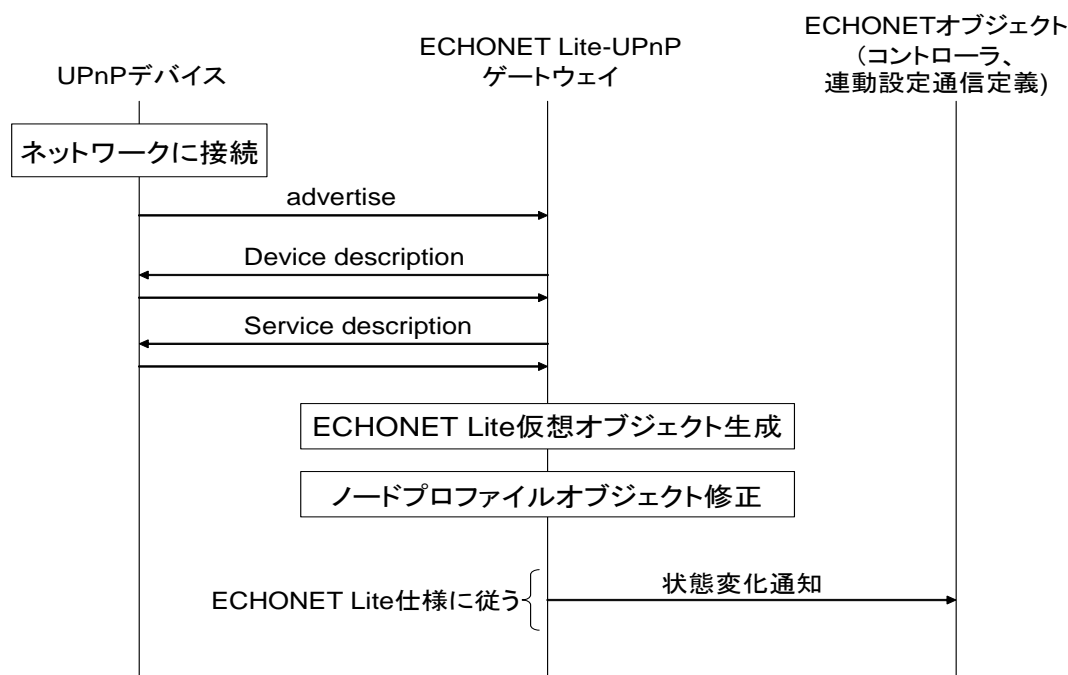 UPnPデバイス
ECHONET Lite-UPnP
ゲートウェイ
ECHONETオブジェクト
(コントローラ、
連動設定通信定義)
ネットワークに接続
advertise
Device description
Service description
ECHONET Lite仮想オブジェクト生成
ノードプロファイルオブジェクト修正
ECHONET Lite仕様に従う
状態変化通知